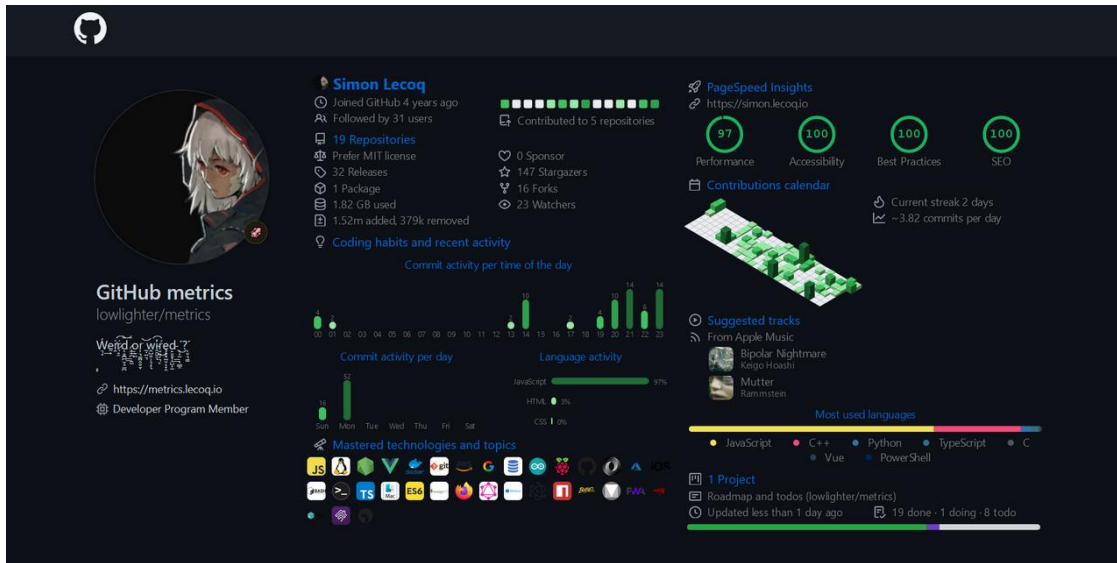 GitHub metrics
lowlighter/metrics
Weird or wired ?
https://metrics.lecoq.io
Developer Program Member
Simon Lecoq
Joined GitHub 4 years ago
Followed by 31 users
Contributed to 5 repositories
19 Repositories
Prefer MIT license
32 Releases
1 Package
1.82 GB used
1.52m added, 379k removed
0 Sponsor
147 Stargazers
16 Forks
23 Watchers
Coding habits and recent activity
Commit activity per time of the day
4 2 2 10 2 4 10 14 6 14
00 01 02 03 04 05 06 07 08 09 10 11 12 13 14 15 16 17 18 19 20 21 22 23
Commit activity per day
16 52
Sun Mon Tue Wed Thu Fri Sat
Language activity
JavaScript 97%
HTML 3%
CSS 0%
Mastered technologies and topics
JS git G
BASH TS Mac ES6 PWA
PageSpeed Insights
https://simon.lecoq.io
97 100 100 100
Performance Accessibility Best Practices SEO
Contributions calendar
Current streak 2 days
~3.82 commits per day
Suggested tracks
From Apple Music
Bipolar Nightmare
Keigo Hoashi
Mutter
Rammstein
Most used languages
JavaScript C++ Python TypeScript C
Vue PowerShell
1 Project
Roadmap and todos (lowlighter/metrics)
Updated less than 1 day ago
19 done · 1 doing · 8 todo